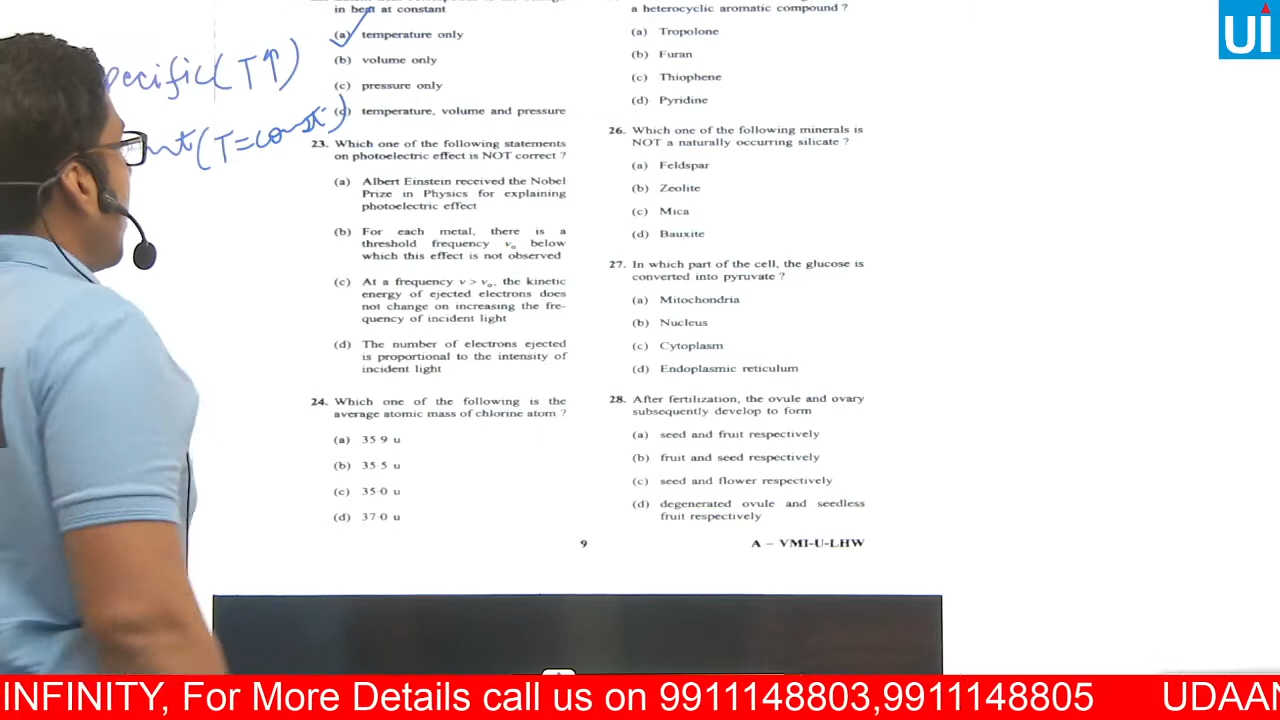 in heat at constant
(a) temperature only
(b) volume only
(c) pressure only
(d) temperature, volume and pressure
pecific (T↑)
nt (T=const.)
23. Which one of the following statements
on photoelectric effect is NOT correct ?
(a) Albert Einstein received the Nobel
Prize in Physics for explaining
photoelectric effect
(b) For each metal, there is a
threshold frequency νo below
which this effect is not observed
(c) At a frequency ν > νo, the kinetic
energy of ejected electrons does
not change on increasing the fre-
quency of incident light
(d) The number of electrons ejected
is proportional to the intensity of
incident light
24. Which one of the following is the
average atomic mass of chlorine atom ?
(a) 35·9 u
(b) 35·5 u
(c) 35·0 u
(d) 37·0 u
a heterocyclic aromatic compound ?
(a) Tropolone
(b) Furan
(c) Thiophene
(d) Pyridine
26. Which one of the following minerals is
NOT a naturally occurring silicate ?
(a) Feldspar
(b) Zeolite
(c) Mica
(d) Bauxite
27. In which part of the cell, the glucose is
converted into pyruvate ?
(a) Mitochondria
(b) Nucleus
(c) Cytoplasm
(d) Endoplasmic reticulum
28. After fertilization, the ovule and ovary
subsequently develop to form
(a) seed and fruit respectively
(b) fruit and seed respectively
(c) seed and flower respectively
(d) degenerated ovule and seedless
fruit respectively
9
A – VMI-U-LHW
UI
INFINITY, For More Details call us on 9911148803,9911148805 UDAAN